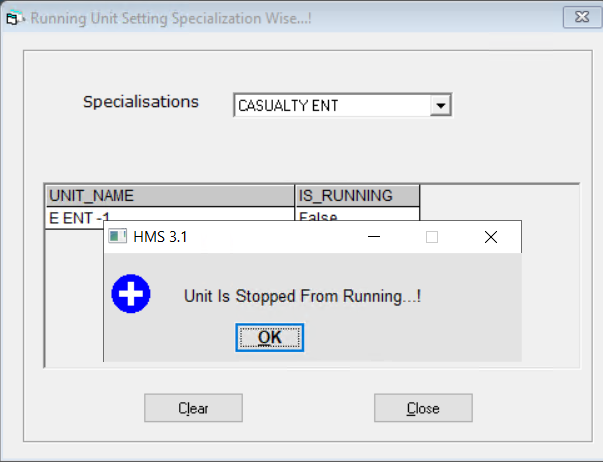 Running Unit Setting Specialization Wise...!
Specialisations
CASUALTY ENT
UNIT_NAME IS_RUNNING
E ENT -1 False
HMS 3.1
Unit Is Stopped From Running...!
OK
Clear Close